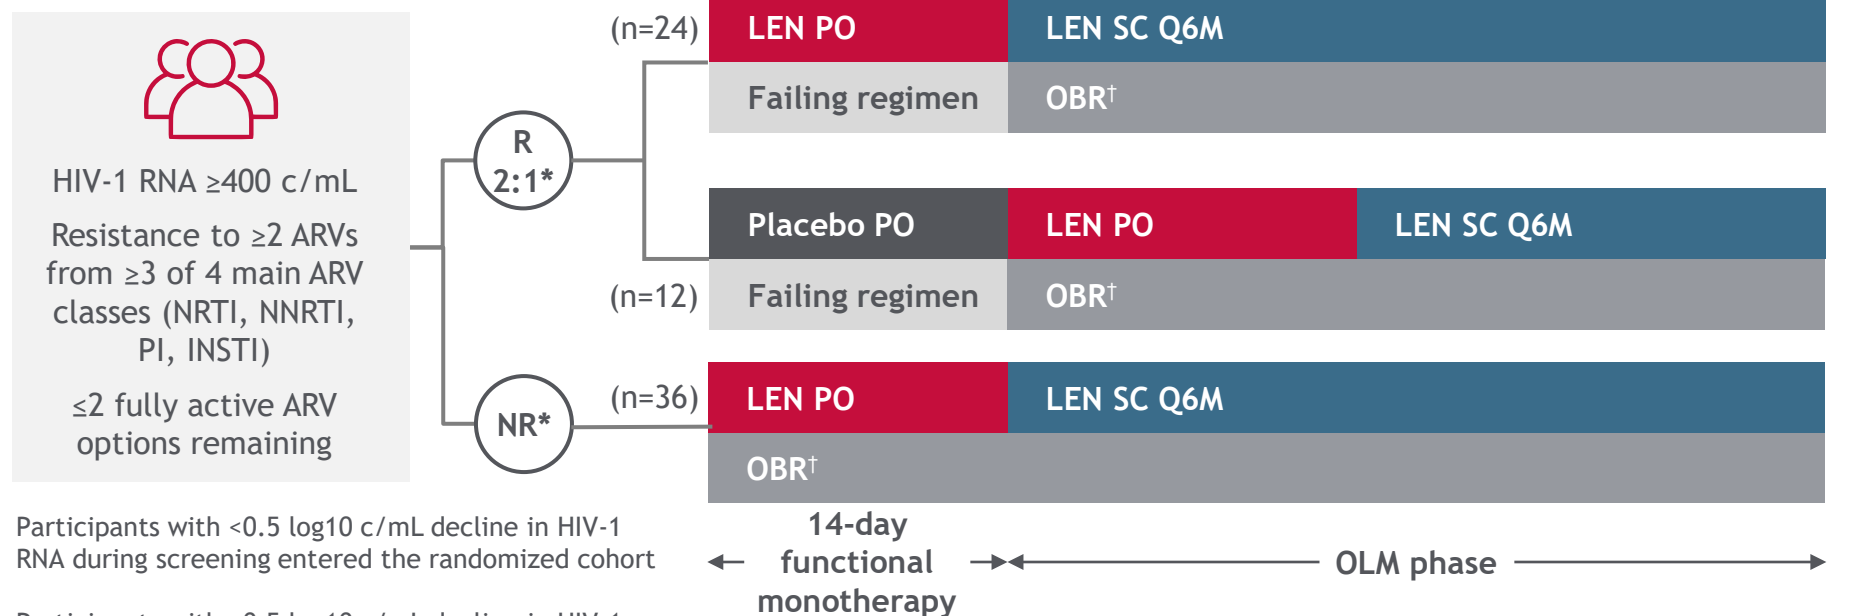 HIV-1 RNA ≥400 c/mL
Resistance to ≥2 ARVs
from ≥3 of 4 main ARV
classes (NRTI, NNRTI,
PI, INSTI)
≤2 fully active ARV
options remaining
R
2:1*
NR*
(n=24)
LEN PO
LEN SC Q6M
Failing regimen
OBR†
Placebo PO
LEN PO
LEN SC Q6M
(n=12)
Failing regimen
OBR†
(n=36)
LEN PO
LEN SC Q6M
OBR†
Participants with <0.5 log10 c/mL decline in HIV-1
RNA during screening entered the randomized cohort
14-day
functional
monotherapy
OLM phase